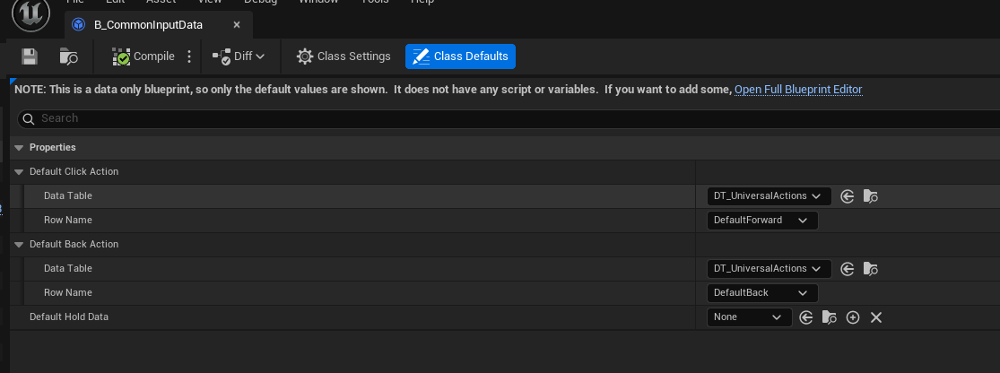 File Edit Asset View Debug Window Tools Help
B_CommonInputData
Compile Diff Class Settings Class Defaults
NOTE: This is a data only blueprint, so only the default values are shown. It does not have any script or variables. If you want to add some, Open Full Blueprint Editor
Search
Properties
Default Click Action
Data Table DT_UniversalActions
Row Name DefaultForward
Default Back Action
Data Table DT_UniversalActions
Row Name DefaultBack
Default Hold Data None